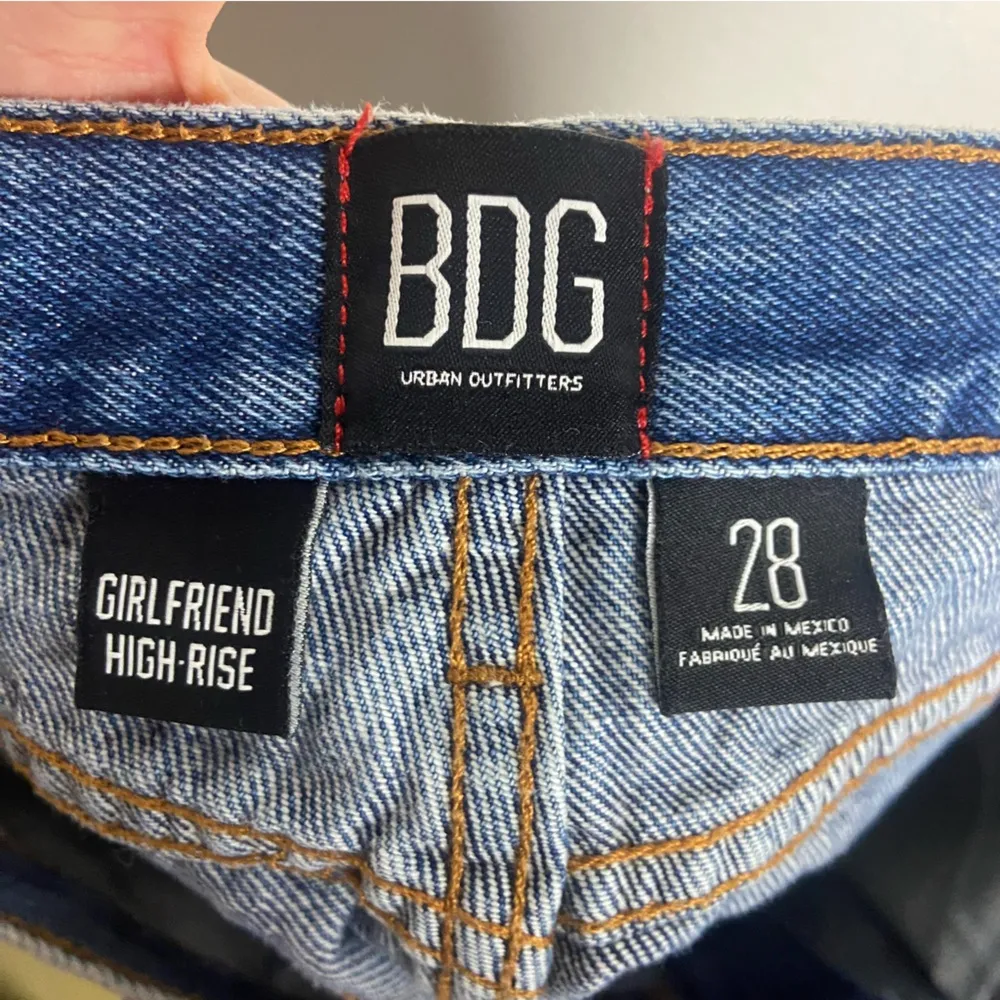 BDG
URBAN OUTFITTERS
GIRLFRIEND
HIGH-RISE
28
MADE IN MEXICO
FABRIQUÉ AU MEXIQUE